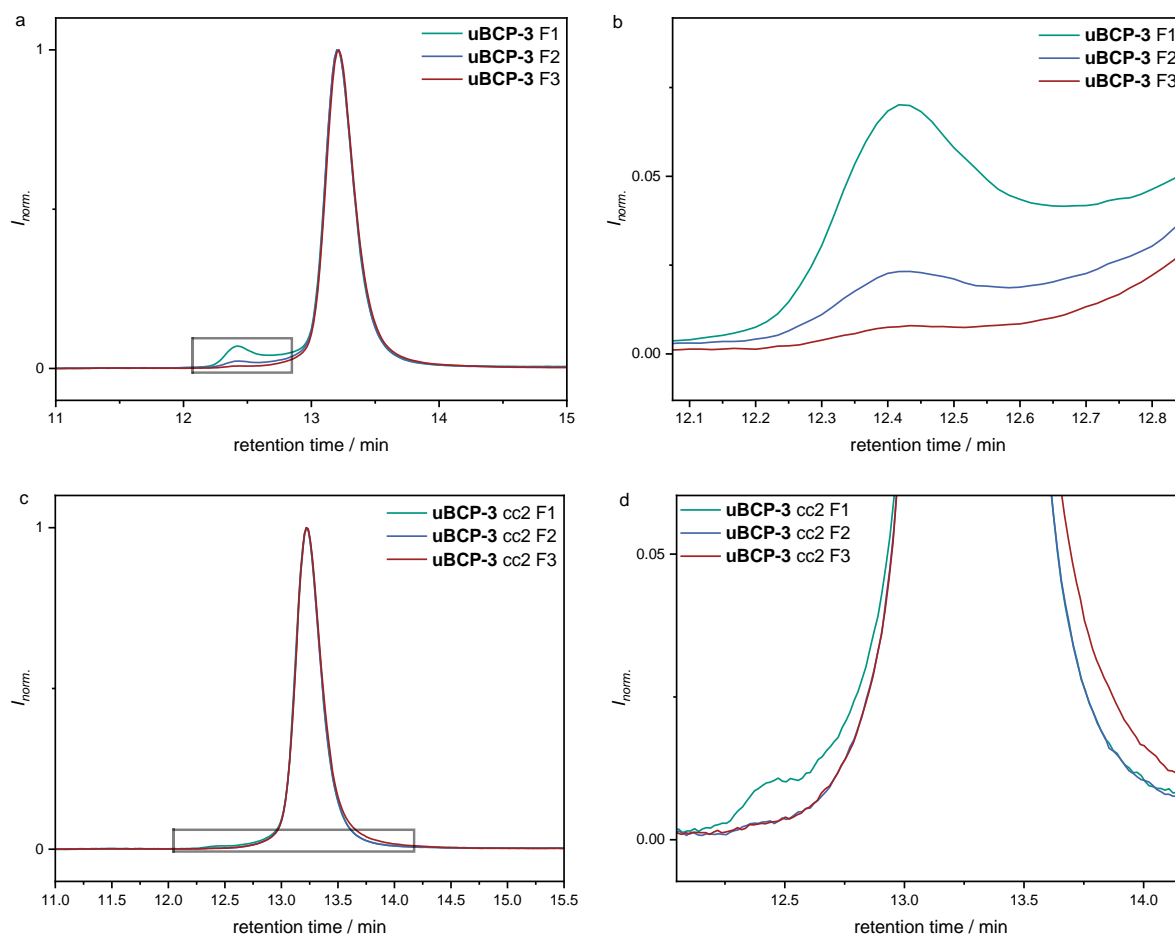 a
uBCP-3 F1
uBCP-3 F2
uBCP-3 F3
1
0
I norm.
11 12 13 14 15
retention time / min
b
uBCP-3 F1
uBCP-3 F2
uBCP-3 F3
0.05
0.00
I norm.
12.1 12.2 12.3 12.4 12.5 12.6 12.7 12.8
retention time / min
c
uBCP-3 cc2 F1
uBCP-3 cc2 F2
uBCP-3 cc2 F3
1
0
I norm.
11.0 11.5 12.0 12.5 13.0 13.5 14.0 14.5 15.0 15.5
retention time / min
d
uBCP-3 cc2 F1
uBCP-3 cc2 F2
uBCP-3 cc2 F3
0.05
0.00
I norm.
12.5 13.0 13.5 14.0
retention time / min